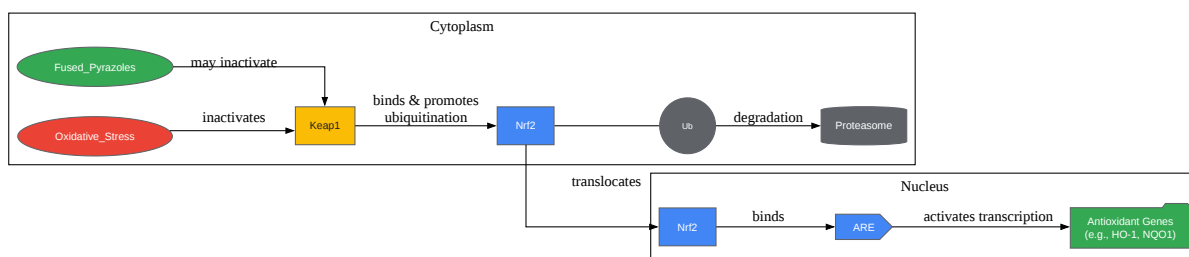 Cytoplasm
Fused_Pyrazoles
may inactivate
Oxidative_Stress
inactivates
Keap1
binds & promotes
ubiquitination
Nrf2
Ub
degradation
Proteasome
translocates
Nucleus
Nrf2
binds
ARE
activates transcription
Antioxidant Genes
(e.g., HO-1, NQO1)